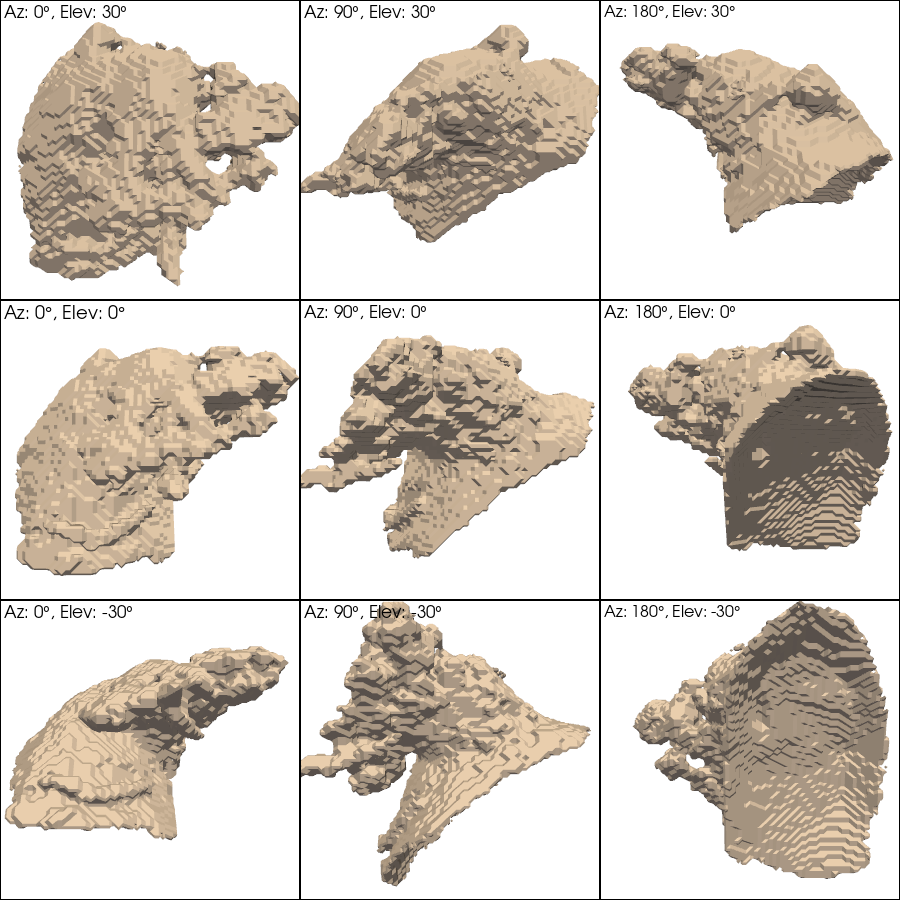 Az: 0°, Elev: 30°
Az: 90°, Elev: 30°
Az: 180°, Elev: 30°
Az: 0°, Elev: 0°
Az: 90°, Elev: 0°
Az: 180°, Elev: 0°
Az: 0°, Elev: -30°
Az: 90°, Elev: -30°
Az: 180°, Elev: -30°